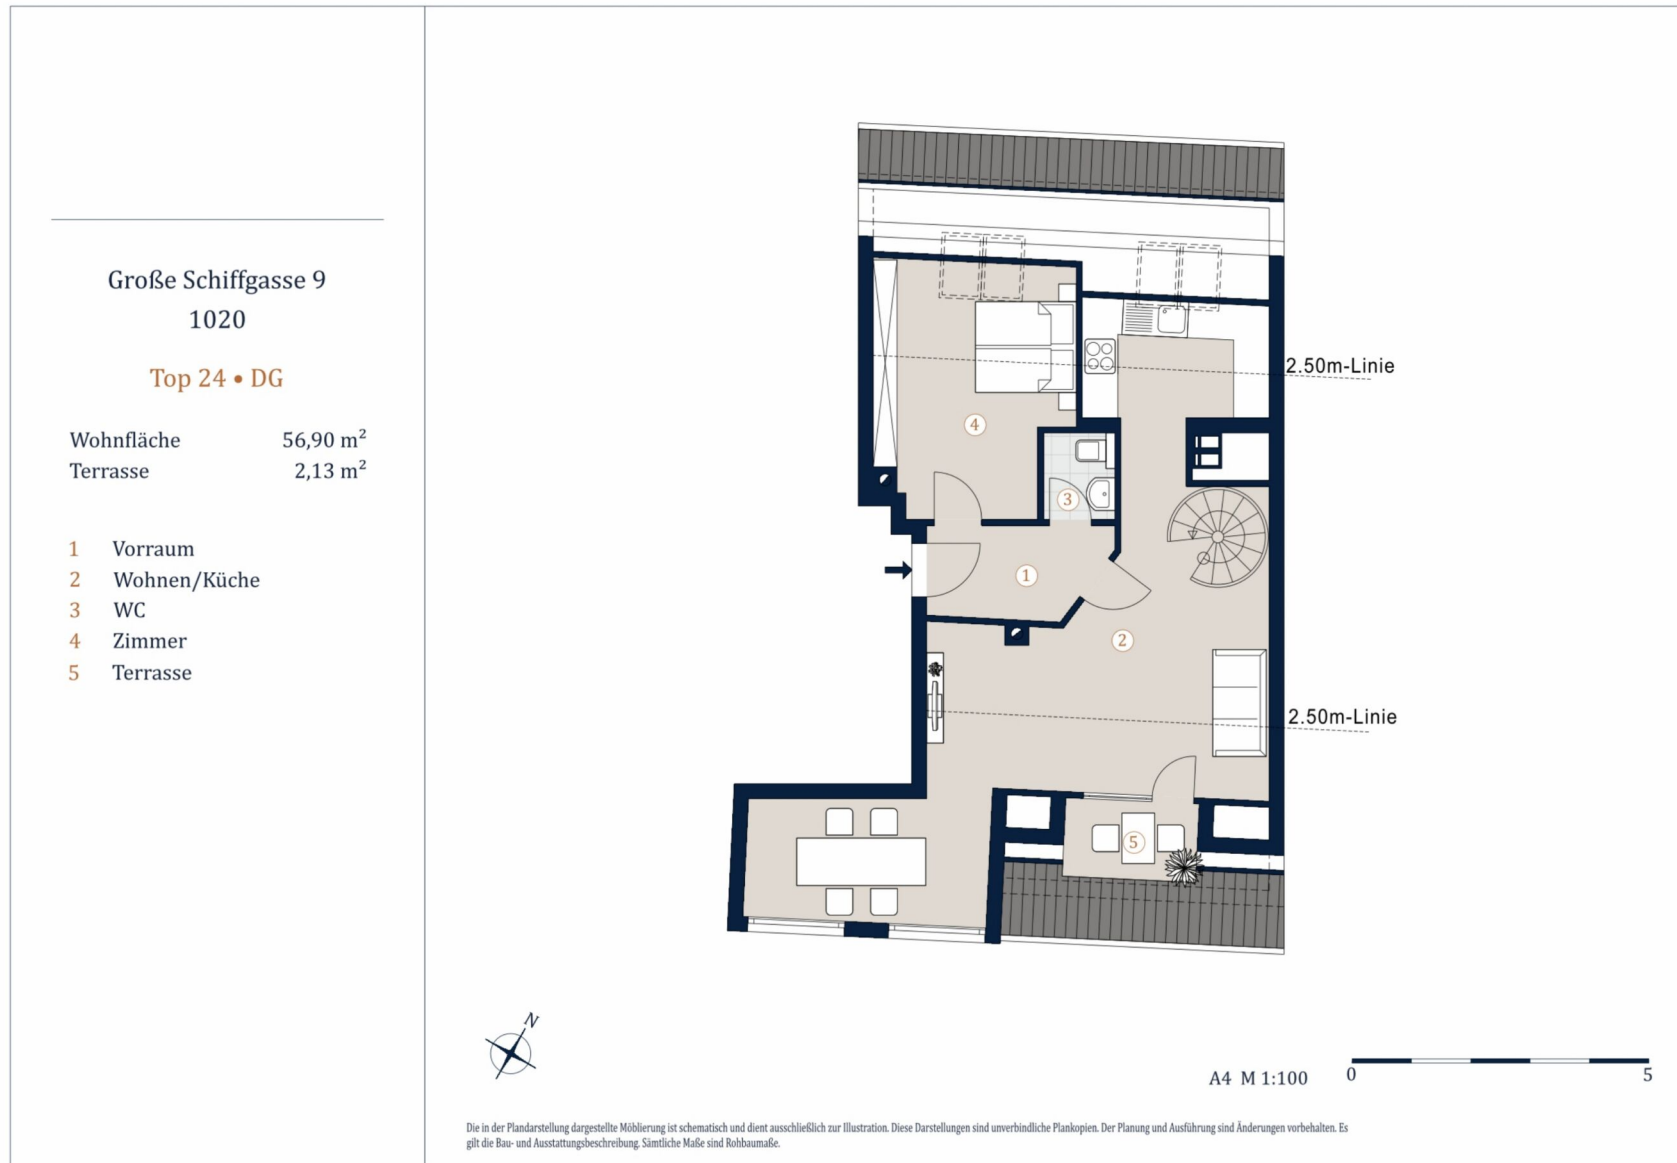 Große Schiffgasse 9
1020
Top 24 • DG
Wohnfläche 56,90 m²
Terrasse 2,13 m²
1 Vorraum
2 Wohnen/Küche
3 WC
4 Zimmer
5 Terrasse
2.50m-Linie
4
3
1
2
2.50m-Linie
5
N
A4 M 1:100 0 5
Die in der Plandarstellung dargestellte Möblierung ist schematisch und dient ausschließlich zur Illustration. Diese Darstellungen sind unverbindliche Plankopien. Der Planung und Ausführung sind Änderungen vorbehalten. Es
gilt die Bau- und Ausstattungsbeschreibung. Sämtliche Maße sind Rohbaumaße.